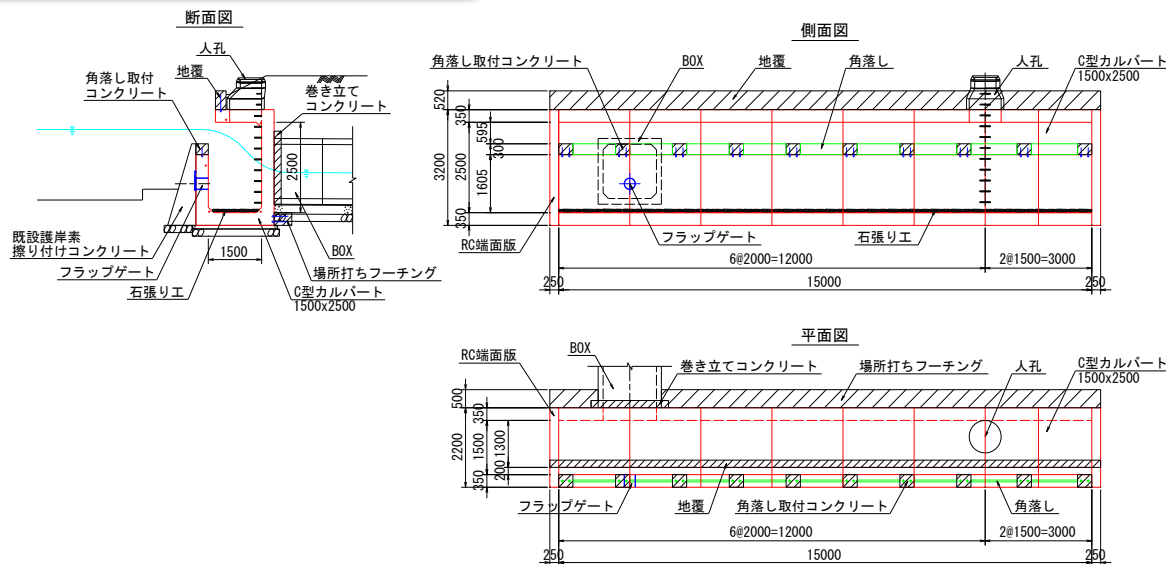 断面図
人孔
角落し取付
コンクリート
地覆
巻き立て
コンクリート
2500
既設護岸素
擦り付けコンクリート
フラップゲート
石張り工
1500
BOX
場所打ちフーチング
C型カルバート
1500x2500
側面図
角落し取付コンクリート
BOX
地覆
角落し
人孔
C型カルバート
1500x2500
520
350
3200
2500
595
300
1605
350
RC端面版
フラップゲート
石張り工
6@2000=12000
2@1500=3000
250
15000
250
平面図
RC端面版
BOX
巻き立てコンクリート
場所打ちフーチング
人孔
C型カルバート
1500x2500
500
350
2200
1500
1300
200
350
フラップゲート
地覆
角落し取付コンクリート
角落し
6@2000=12000
2@1500=3000
250
15000
250